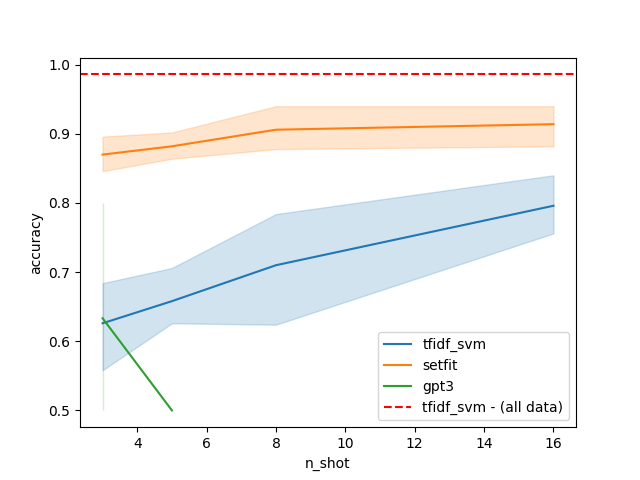 1.0
0.9
0.8
0.7
0.6
0.5
accuracy
4 6 8 10 12 14 16
n_shot
tfidf_svm
setfit
gpt3
tfidf_svm - (all data)